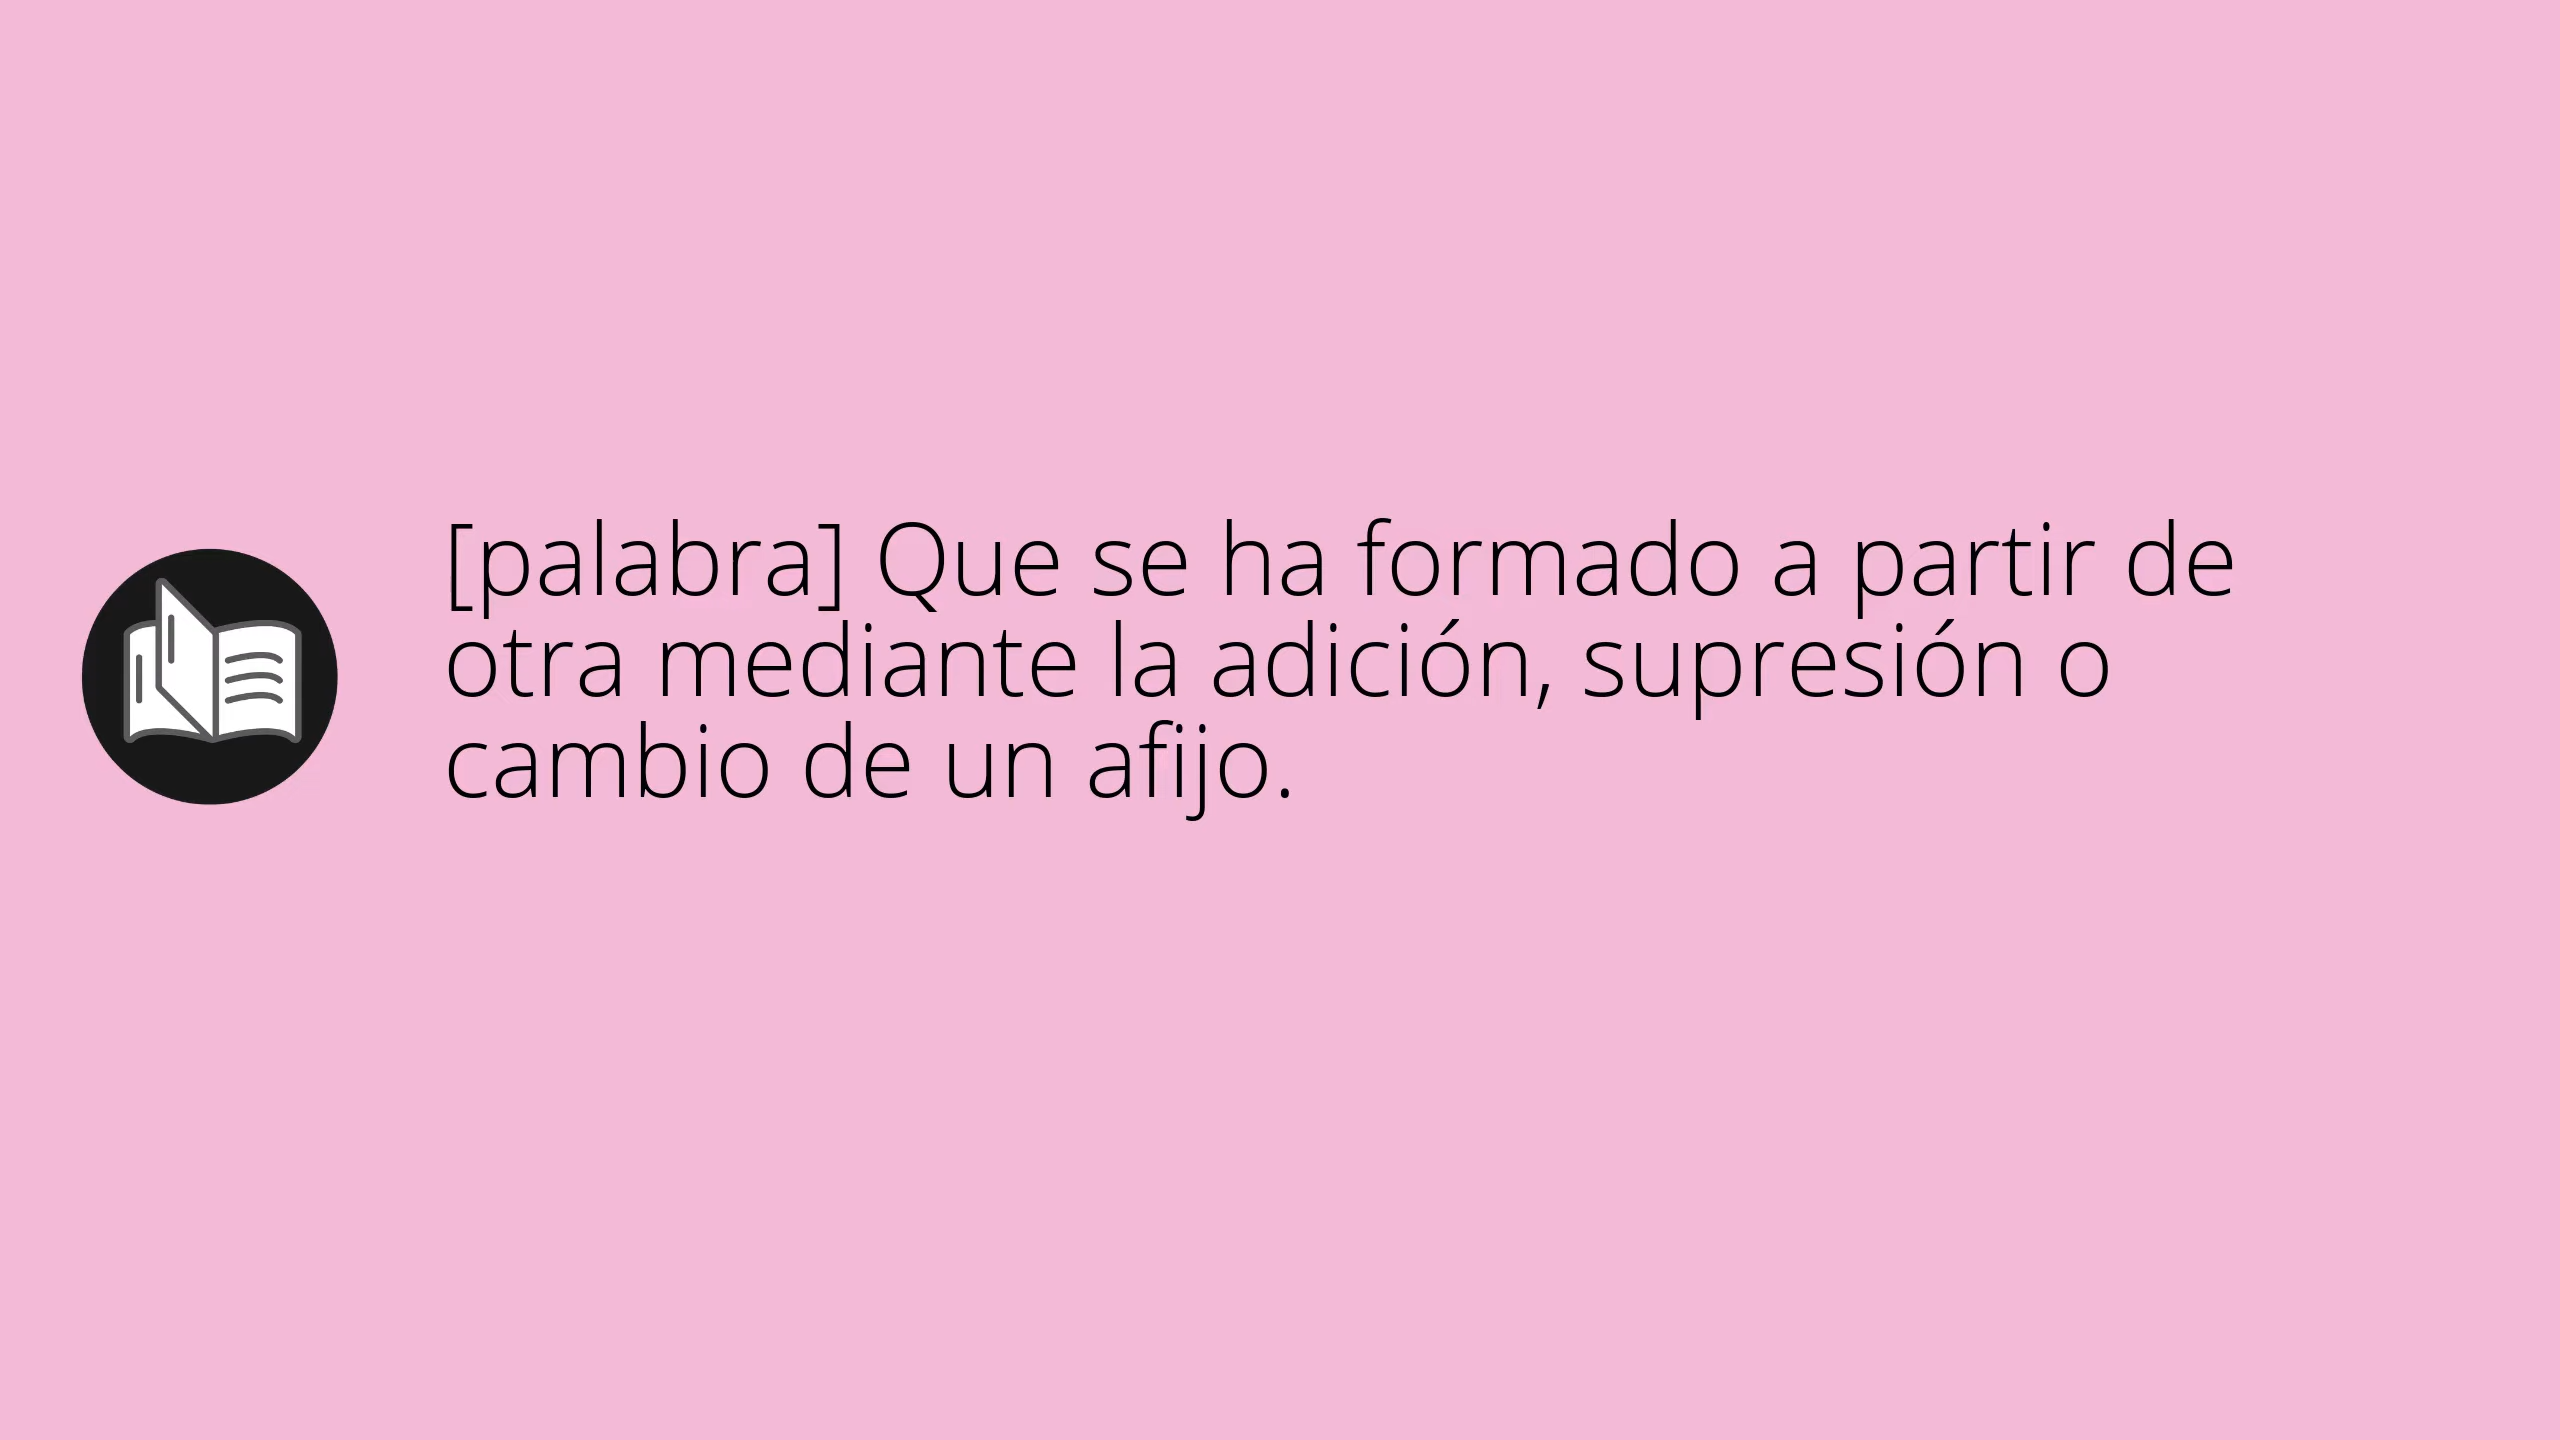 [palabra] Que se ha formado a partir de
otra mediante la adición, supresión o
cambio de un afijo.